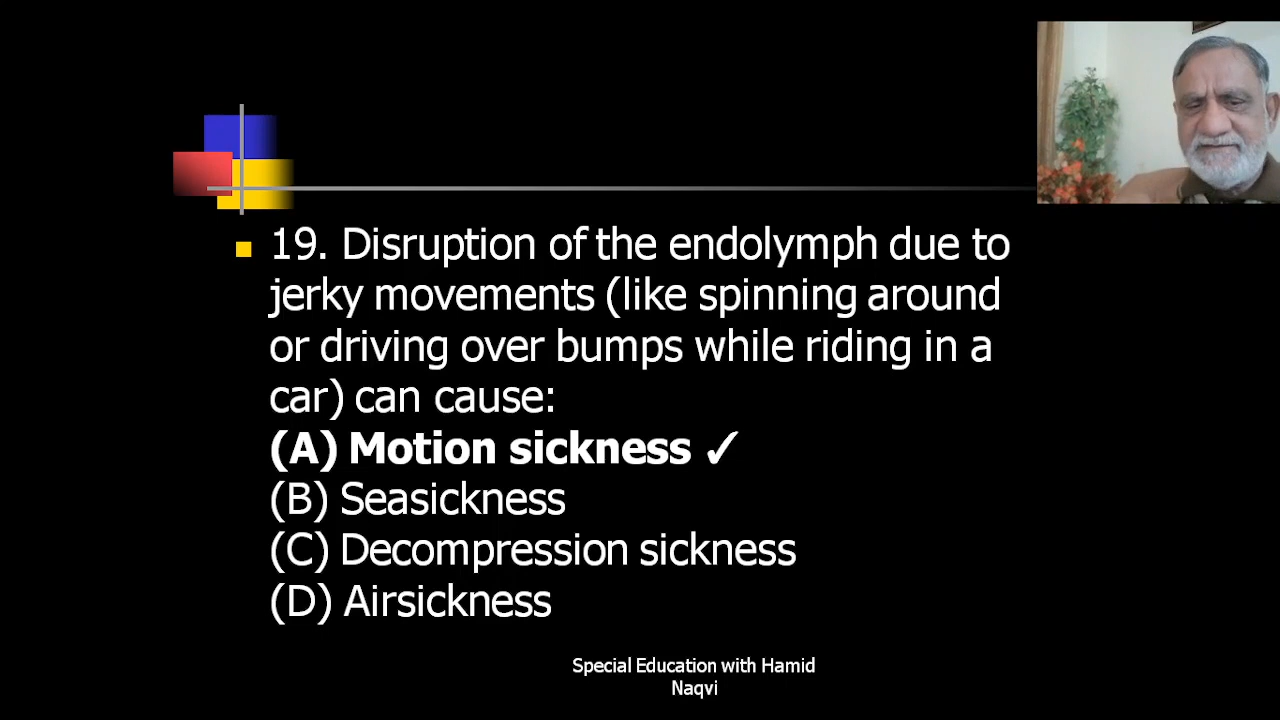 19. Disruption of the endolymph due to
jerky movements (like spinning around
or driving over bumps while riding in a
car) can cause:
(A) Motion sickness ✓
(B) Seasickness
(C) Decompression sickness
(D) Airsickness
Special Education with Hamid
Naqvi